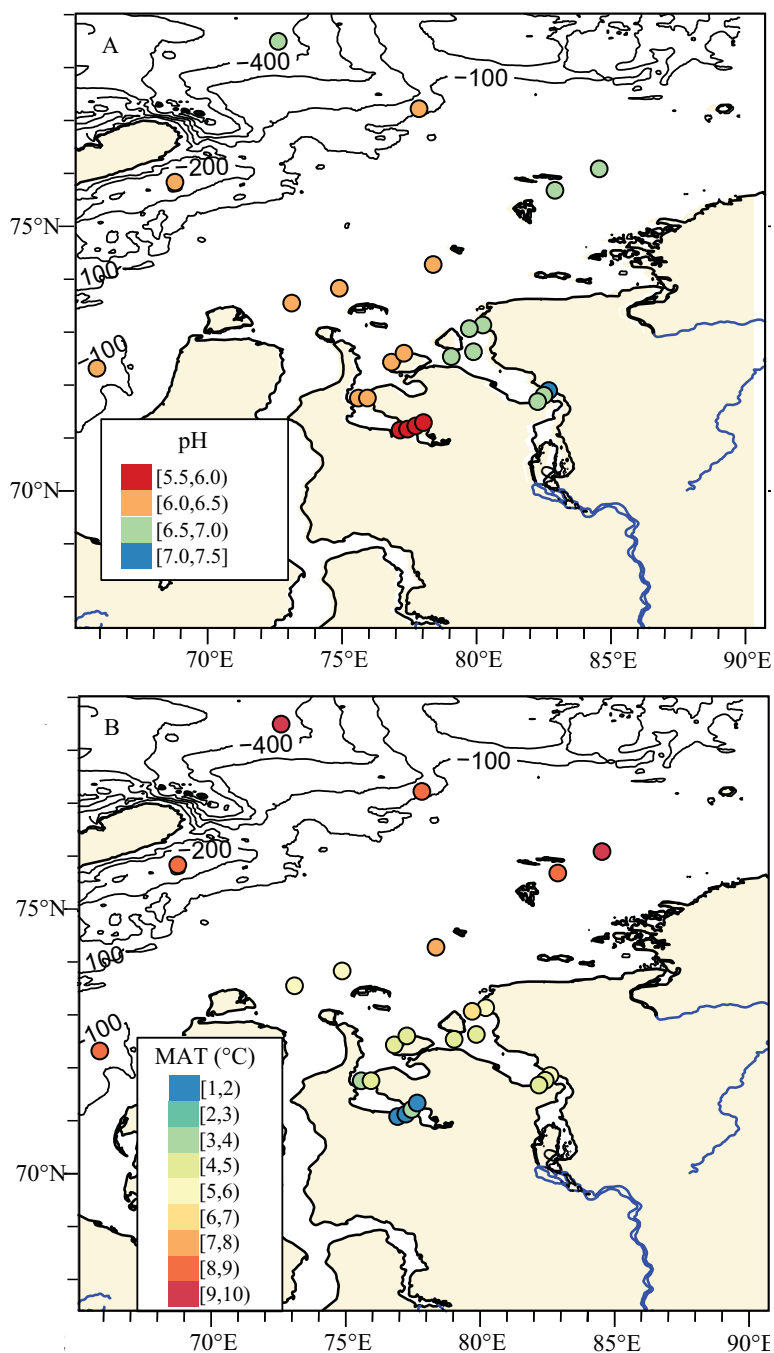 A
−400
−100
−200
75°N
100
−100
pH
[5.5,6.0)
[6.0,6.5)
[6.5,7.0)
[7.0,7.5]
70°N
70°E 75°E 80°E 85°E 90°E
B
−400
−100
−200
75°N
100
−100
MAT (°C)
[1,2)
[2,3)
[3,4)
[4,5)
[5,6)
[6,7)
[7,8)
[8,9)
[9,10)
70°N
70°E 75°E 80°E 85°E 90°E